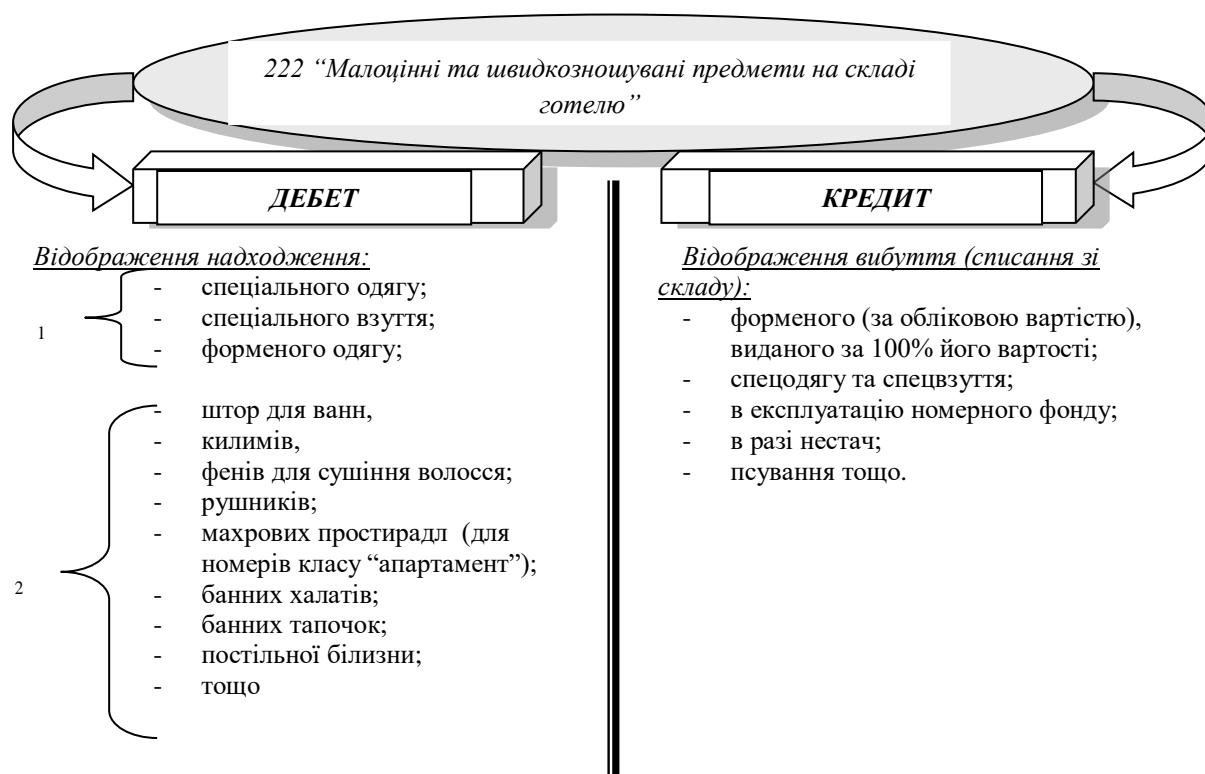 222 “Малоцінні та швидкозношувані предмети на складі
готелю”
ДЕБЕТ
Відображення надходження:
1
- спеціального одягу;
- спеціального взуття;
- форменого одягу;
2
- штор для ванн,
- килимів,
- фенів для сушіння волосся;
- рушників;
- махрових простирадл (для
номерів класу “апартамент”);
- банних халатів;
- банних тапочок;
- постільної білизни;
- тощо
КРЕДИТ
Відображення вибуття (списання зі
складу):
- форменого (за обліковою вартістю),
виданого за 100% його вартості;
- спецодягу та спецвзуття;
- в експлуатацію номерного фонду;
- в разі нестач;
- псування тощо.